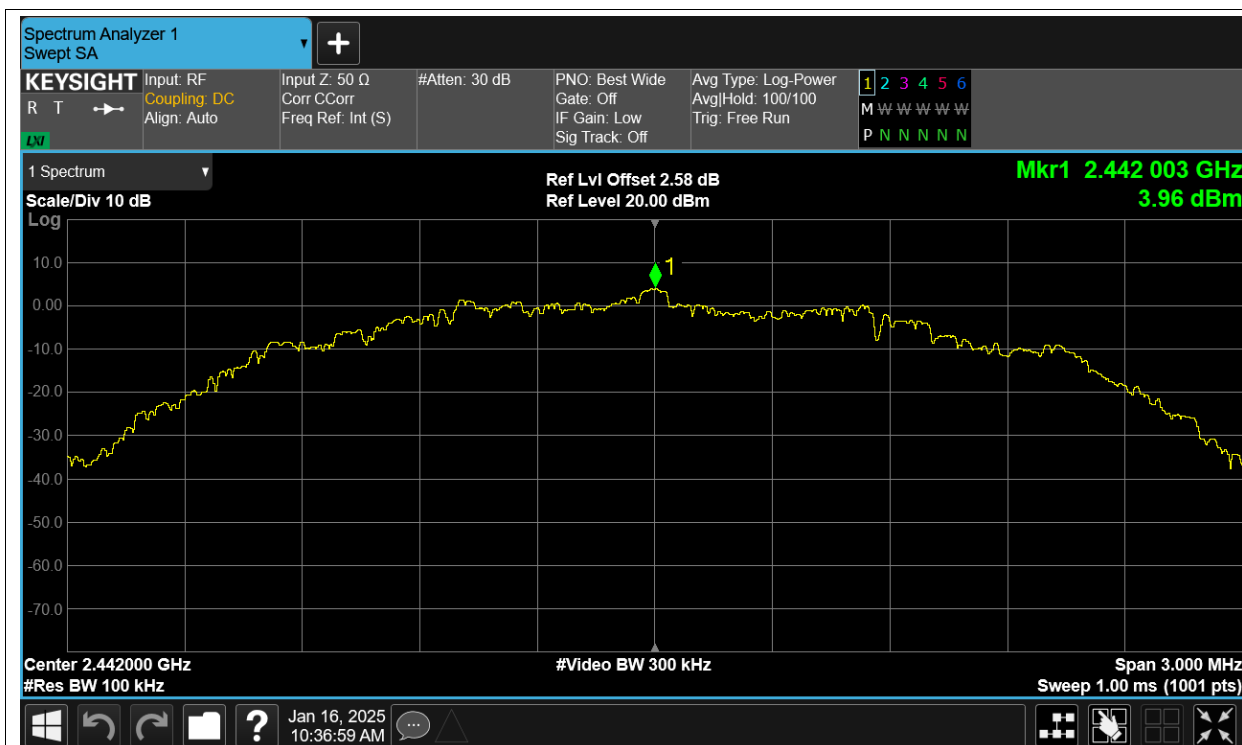 Spectrum Analyzer 1
Swept SA
KEYSIGHT
R T
LXI
Input: RF
Coupling: DC
Align: Auto
Input Z: 50 Ω
Corr CCorr
Freq Ref: Int (S)
#Atten: 30 dB
PNO: Best Wide
Gate: Off
IF Gain: Low
Sig Track: Off
Avg Type: Log-Power
Avg|Hold: 100/100
Trig: Free Run
1 2 3 4 5 6
M W W W W W
P N N N N N
1 Spectrum
Scale/Div 10 dB
Log
Ref Lvl Offset 2.58 dB
Ref Level 20.00 dBm
Mkr1 2.442 003 GHz
3.96 dBm
1
10.0
0.00
-10.0
-20.0
-30.0
-40.0
-50.0
-60.0
-70.0
Center 2.442000 GHz
#Video BW 300 kHz
Span 3.000 MHz
#Res BW 100 kHz
Sweep 1.00 ms (1001 pts)
?
Jan 16, 2025
10:36:59 AM